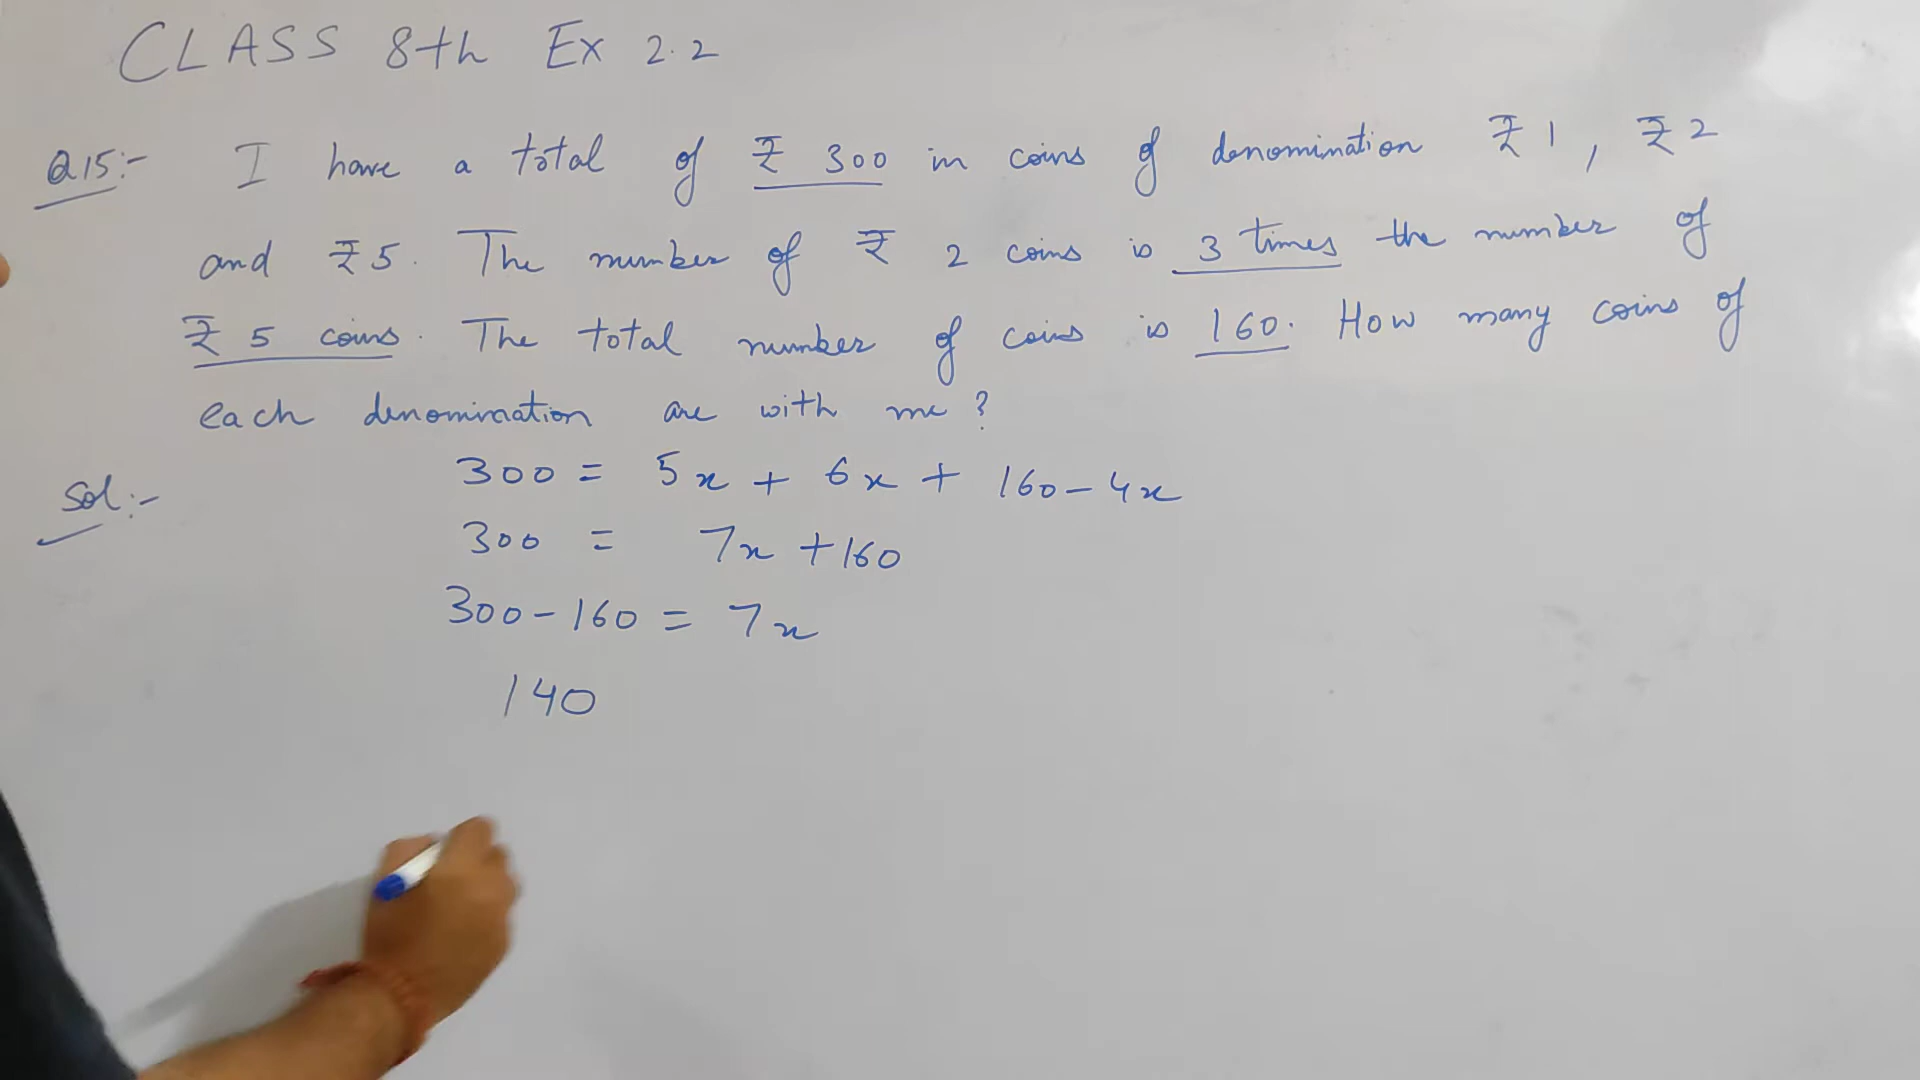 CLASS 8th Ex 2.2
Q15:- I have a total of ₹ 300 in coins of denomination ₹ 1, ₹ 2
and ₹ 5. The number of ₹ 2 coins is 3 times the number of
₹ 5 coins. The total number of coins is 160. How many coins of
each denomination are with me?
Sol:- 300 = 5x + 6x + 160 - 4x
300 = 7x + 160
300 - 160 = 7x
140